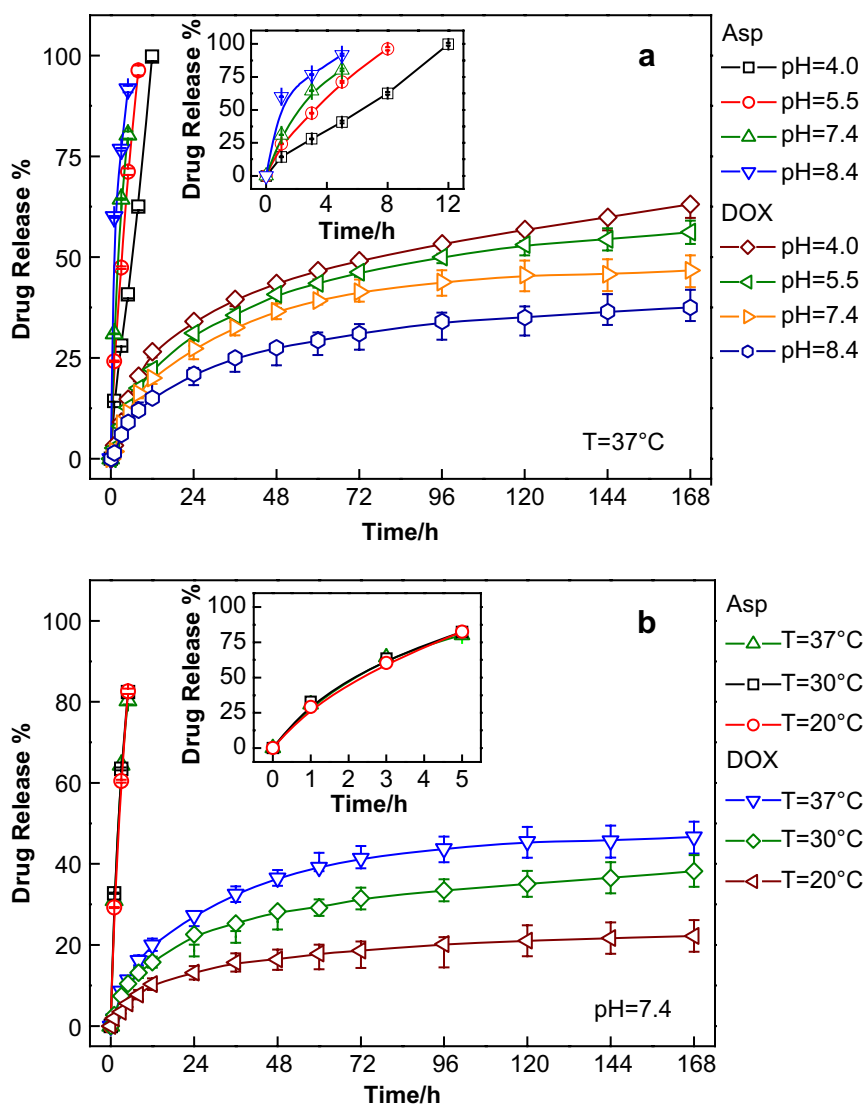 a
Drug Release %
100
75
50
25
0
0
4
8
12
Time/h
Drug Release %
100
75
50
25
0
0
24
48
72
96
120
144
168
Time/h
T=37°C
Asp
pH=4.0
pH=5.5
pH=7.4
pH=8.4
DOX
pH=4.0
pH=5.5
pH=7.4
pH=8.4
b
Drug Release %
100
75
50
25
0
0
1
2
3
4
5
Time/h
Drug Release %
100
80
60
40
20
0
0
24
48
72
96
120
144
168
Time/h
pH=7.4
Asp
T=37°C
T=30°C
T=20°C
DOX
T=37°C
T=30°C
T=20°C